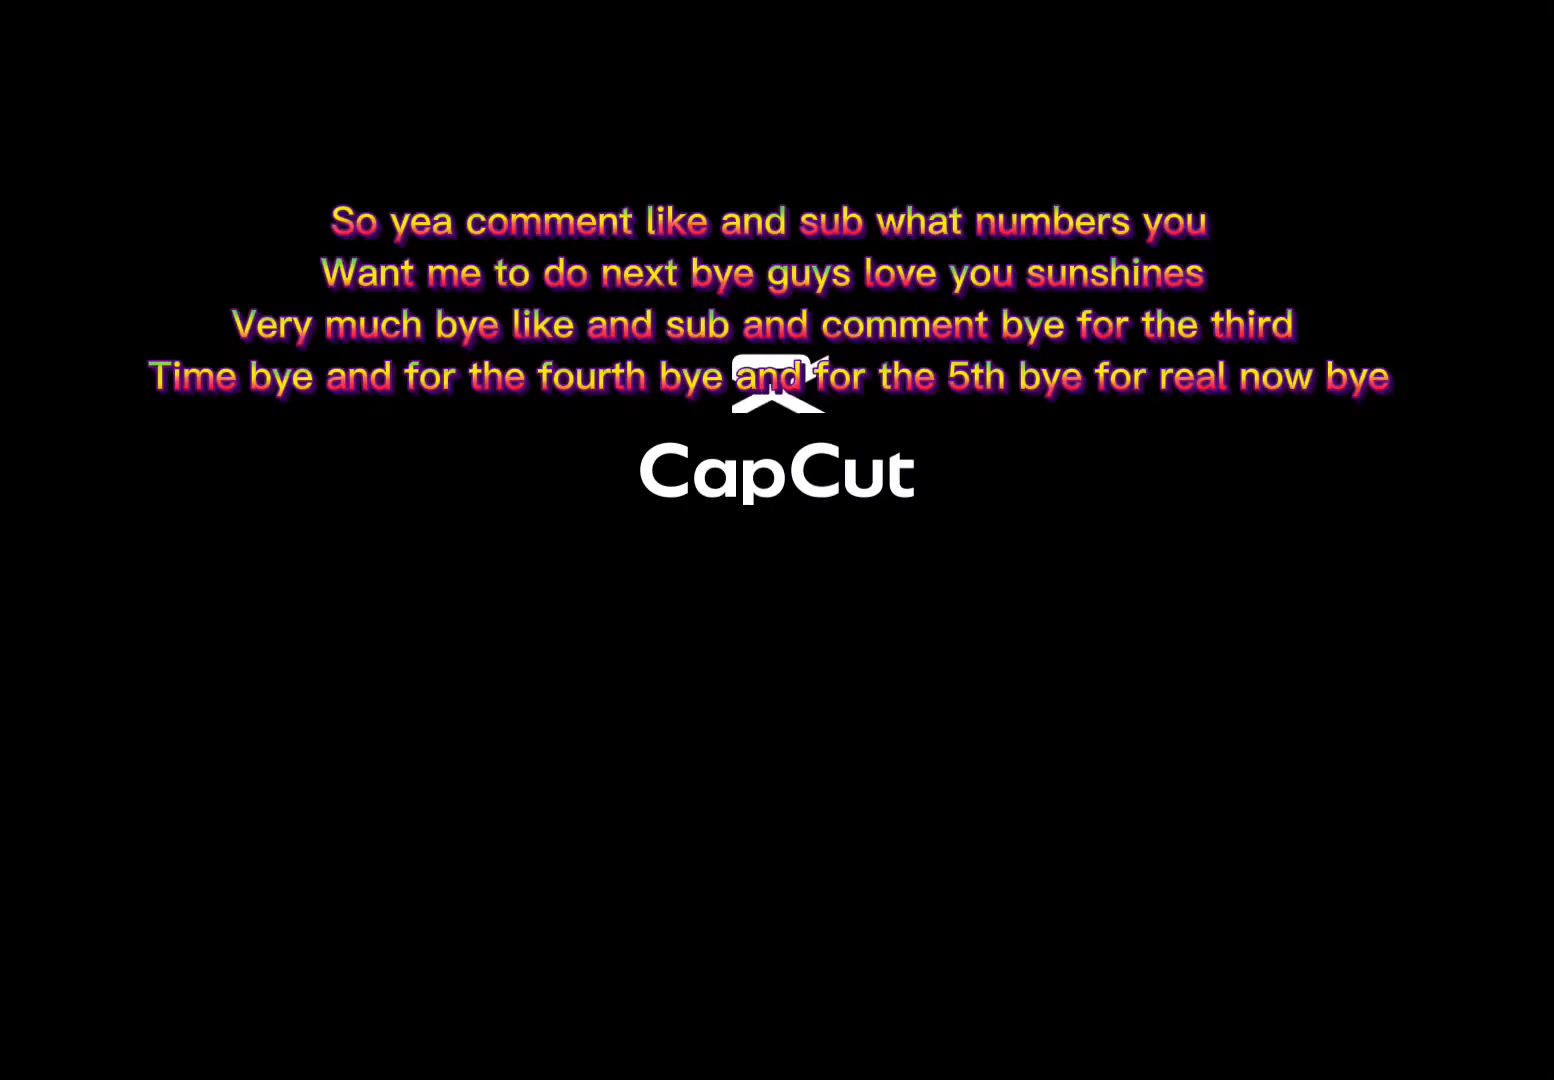 So yea comment like and sub what numbers you
Want me to do next bye guys love you sunshines
Very much bye like and sub and comment bye for the third
Time bye and for the fourth bye and for the 5th bye for real now bye
CapCut